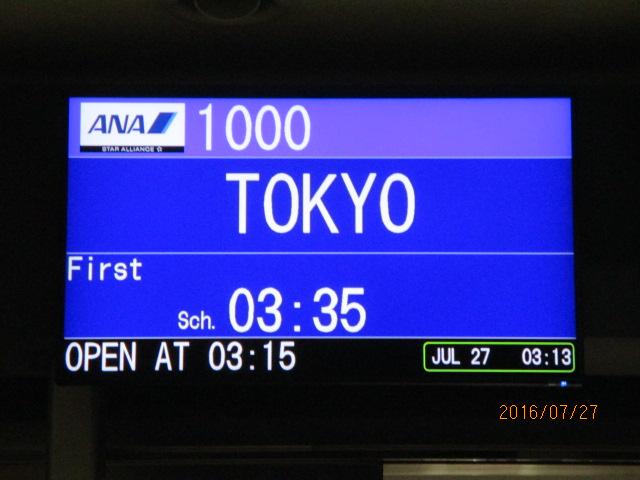 ANA 1000
STAR ALLIANCE
TOKYO
First
Sch. 03:35
OPEN AT 03:15
JUL 27 03:13
2016/07/27